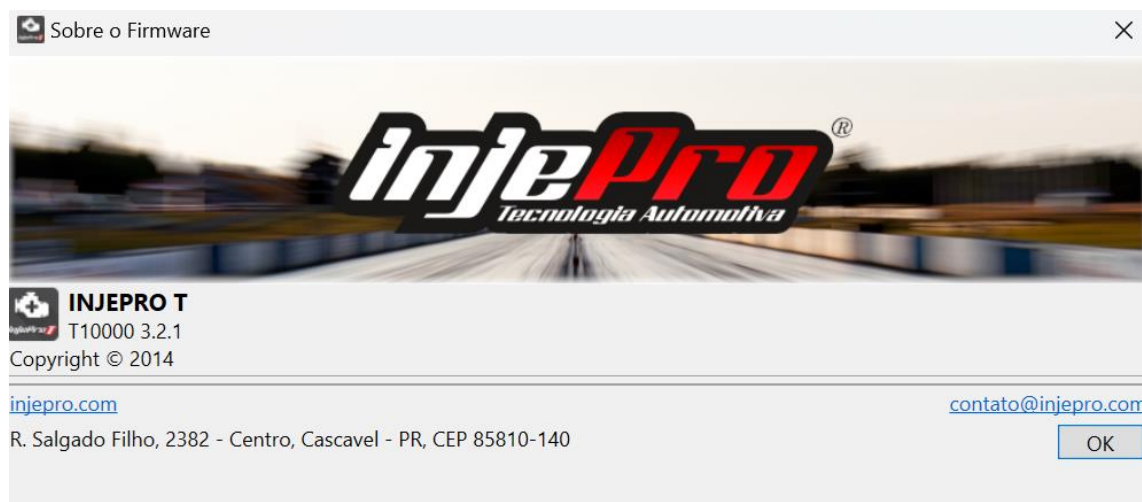 Sobre o Firmware
injePro
®
Tecnologia Automotiva
INJEPRO T
T10000 3.2.1
Copyright © 2014
injepro.com
contato@injepro.com
R. Salgado Filho, 2382 - Centro, Cascavel - PR, CEP 85810-140
OK